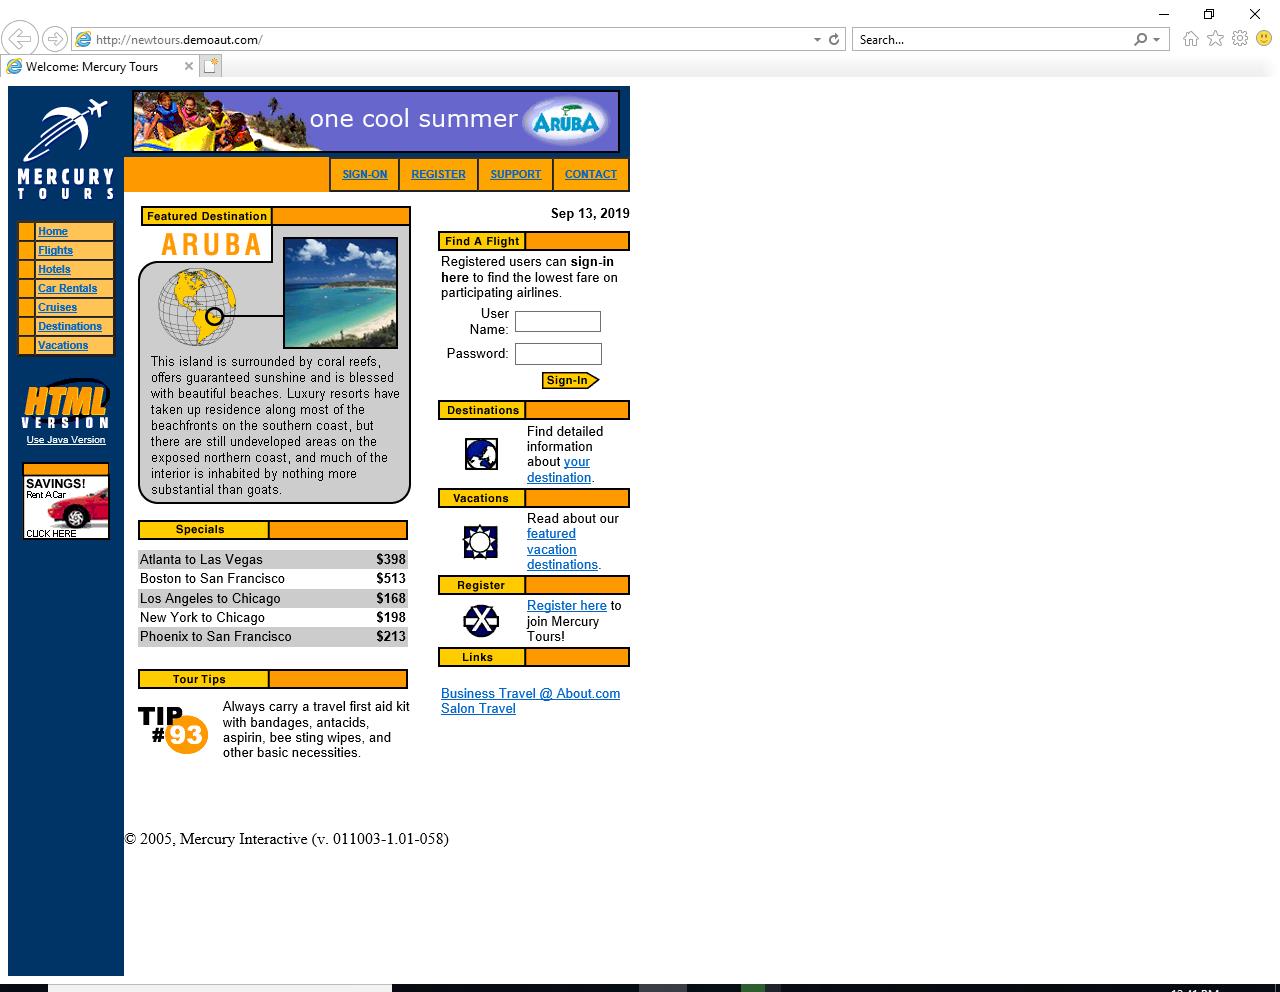 http://newtours.demoaut.com/
Search...
Welcome: Mercury Tours
one cool summer
ARUBA
MERCURY
TOURS
SIGN-ON
REGISTER
SUPPORT
CONTACT
Home
Flights
Hotels
Car Rentals
Cruises
Destinations
Vacations
HTML
VERSION
Use Java Version
SAVINGS!
Rent A Car
CLICK HERE
Featured Destination
ARUBA
This island is surrounded by coral reefs,
offers guaranteed sunshine and is blessed
with beautiful beaches. Luxury resorts have
taken up residence along most of the
beachfronts on the southern coast, but
there are still undeveloped areas on the
exposed northern coast, and much of the
interior is inhabited by nothing more
substantial than goats.
Specials
Atlanta to Las Vegas $398
Boston to San Francisco $513
Los Angeles to Chicago $168
New York to Chicago $198
Phoenix to San Francisco $213
Tour Tips
TIP
#93
Always carry a travel first aid kit
with bandages, antacids,
aspirin, bee sting wipes, and
other basic necessities.
Sep 13, 2019
Find A Flight
Registered users can sign-in
here to find the lowest fare on
participating airlines.
User
Name:
Password:
Sign-In
Destinations
Find detailed
information
about your
destination.
Vacations
Read about our
featured
vacation
destinations.
Register
Register here to
join Mercury
Tours!
Links
Business Travel @ About.com
Salon Travel
© 2005, Mercury Interactive (v. 011003-1.01-058)